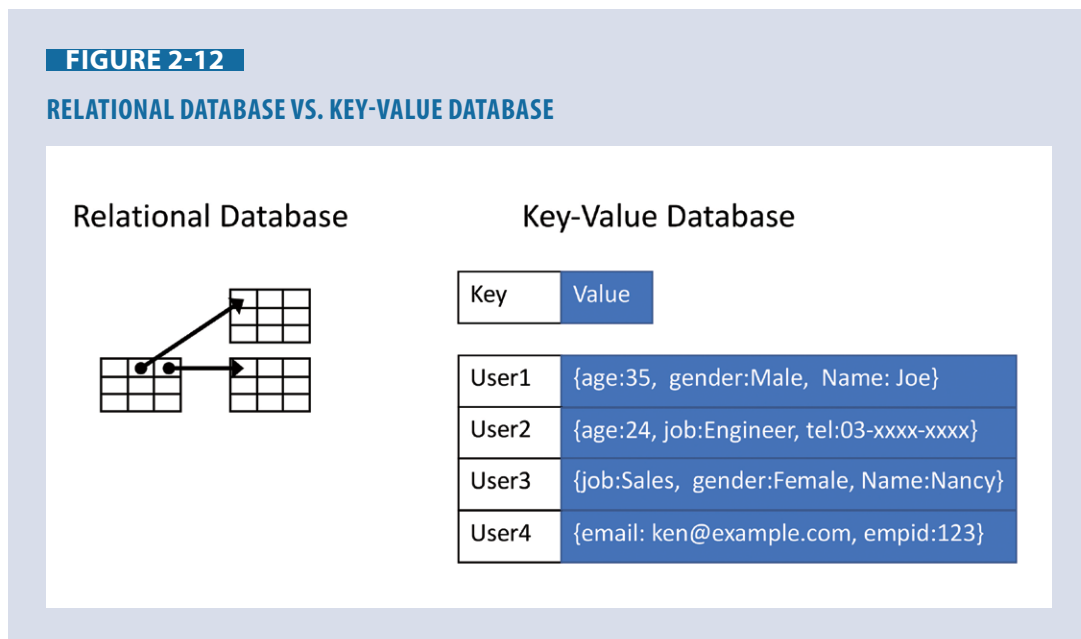 FIGURE 2-12
RELATIONAL DATABASE VS. KEY-VALUE DATABASE
Relational Database
Key-Value Database
Key Value
User1 {age:35, gender:Male, Name: Joe}
User2 {age:24, job:Engineer, tel:03-xxxx-xxxx}
User3 {job:Sales, gender:Female, Name:Nancy}
User4 {email: ken@example.com, empid:123}